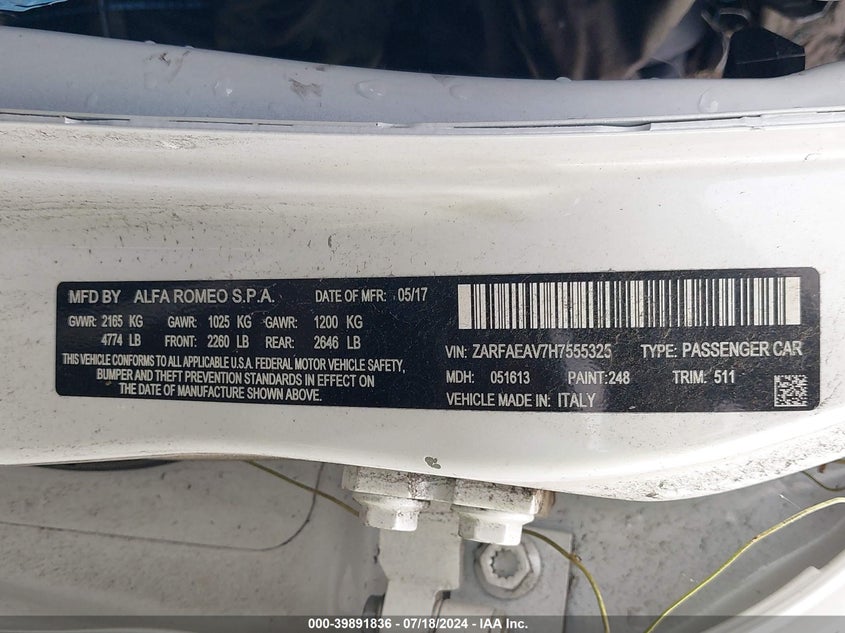 MFD BY ALFA ROMEO S.P.A. DATE OF MFR: 05/17
GVWR: 2165 KG GAWR: 1025 KG GAWR: 1200 KG
4774 LB FRONT: 2260 LB REAR: 2646 LB
THIS VEHICLE CONFORMS TO ALL APPLICABLE U.S.A. FEDERAL MOTOR VEHICLE SAFETY,
BUMPER AND THEFT PREVENTION STANDARDS IN EFFECT ON
THE DATE OF MANUFACTURE SHOWN ABOVE.
VIN: ZARFAEAV7H7555325 TYPE: PASSENGER CAR
MDH: 051613 PAINT:248 TRIM: 511
VEHICLE MADE IN: ITALY
000-39891836 - 07/18/2024 - IAA Inc.